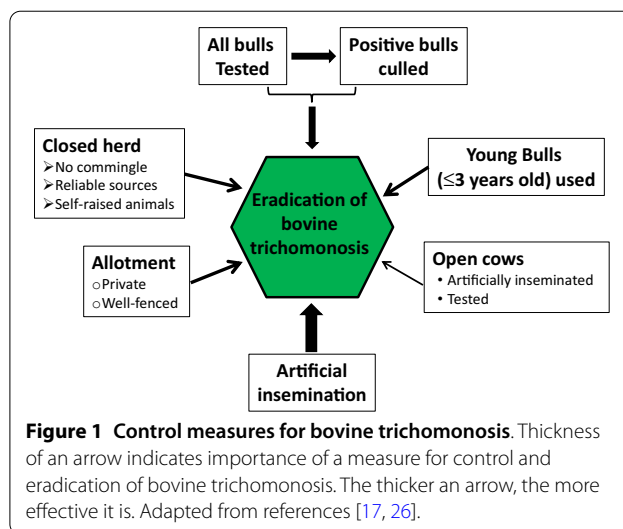 All bulls
Tested
Positive bulls
culled
Closed herd
➢No commingle
➢Reliable sources
➢Self-raised animals
Young Bulls
(≤3 years old) used
Eradication of
bovine
trichomonosis
Allotment
○Private
○Well-fenced
Open cows
• Artificially inseminated
• Tested
Artificial
insemination
Figure 1 Control measures for bovine trichomonosis. Thickness
of an arrow indicates importance of a measure for control and
eradication of bovine trichomonosis. The thicker an arrow, the more
effective it is. Adapted from references [17, 26].